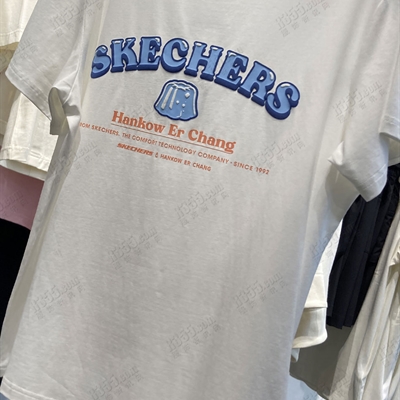 SKECHERS
Hankow Er Chang
FROM SKECHERS, THE COMFORT TECHNOLOGY COMPANY · SINCE 1992
SKECHERS & HANKOW ER CHANG